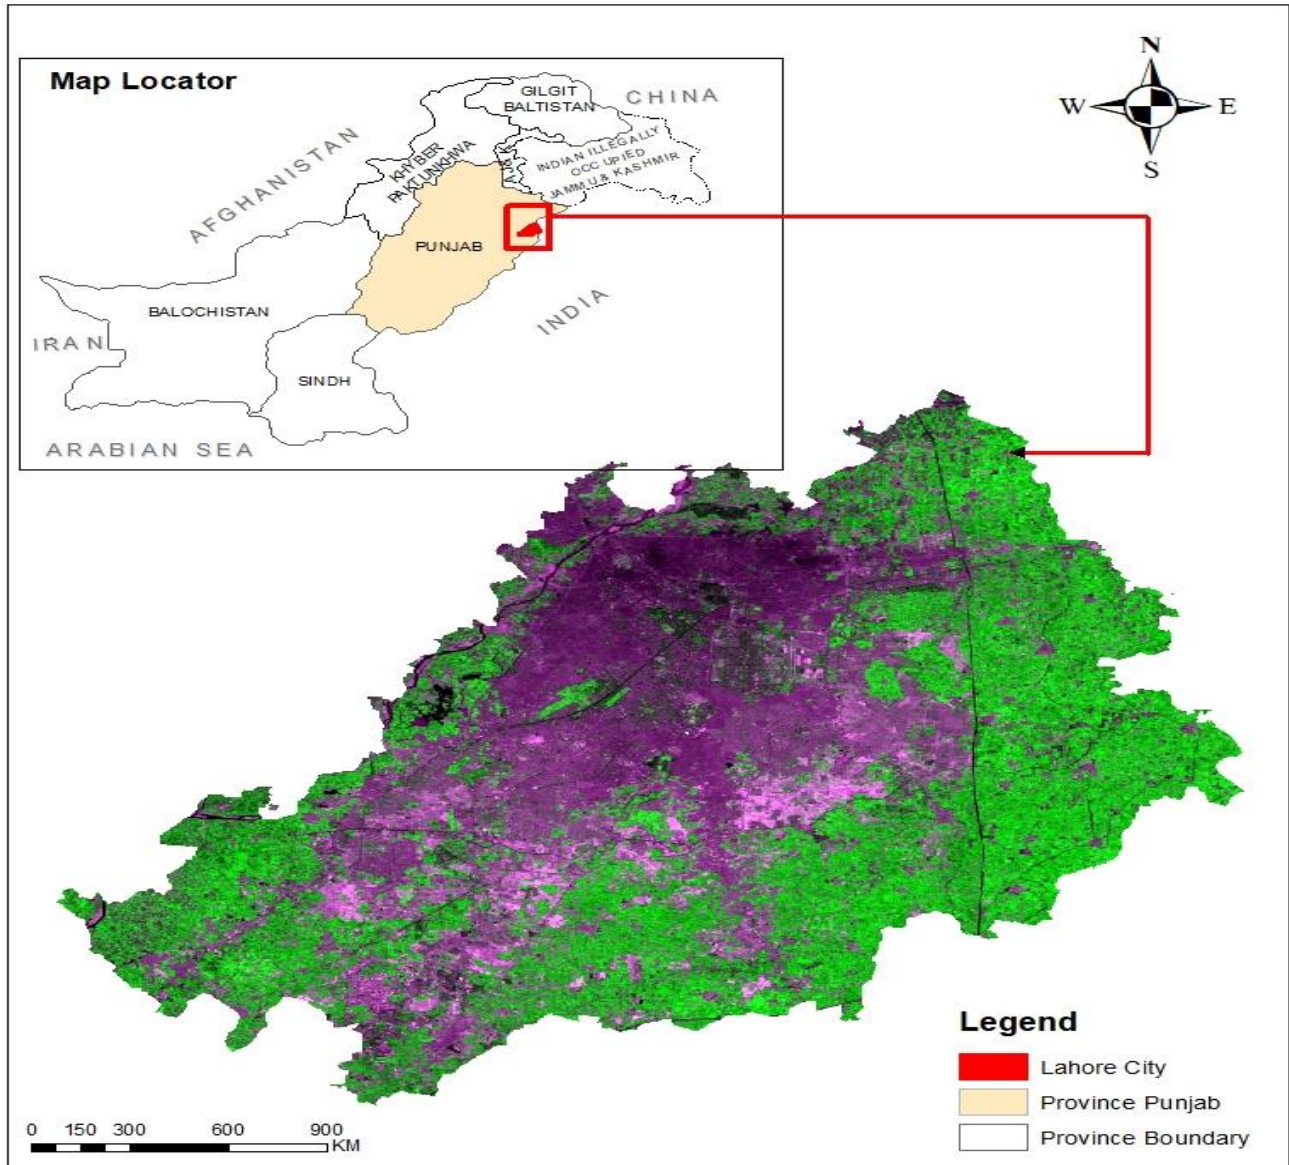 Map Locator
GILGIT
BALTISTAN
CHINA
AFGHANISTAN
KHYBER
PAKTUNKHWA
INDIAN ILLEGALLY
OCCUPIED
JAMMU & KASHMIR
PUNJAB
INDIA
BALOCHISTAN
IRAN
SINDH
ARABIAN SEA
N
W
E
S
Legend
Lahore City
Province Punjab
Province Boundary
0 150 300 600 900
KM